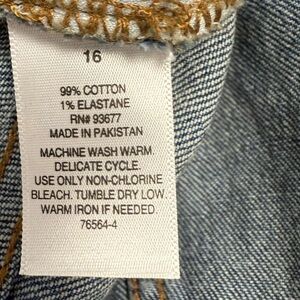 16
99% COTTON
1% ELASTANE
RN# 93677
MADE IN PAKISTAN
MACHINE WASH WARM.
DELICATE CYCLE.
USE ONLY NON-CHLORINE
BLEACH. TUMBLE DRY LOW.
WARM IRON IF NEEDED.
76564-4